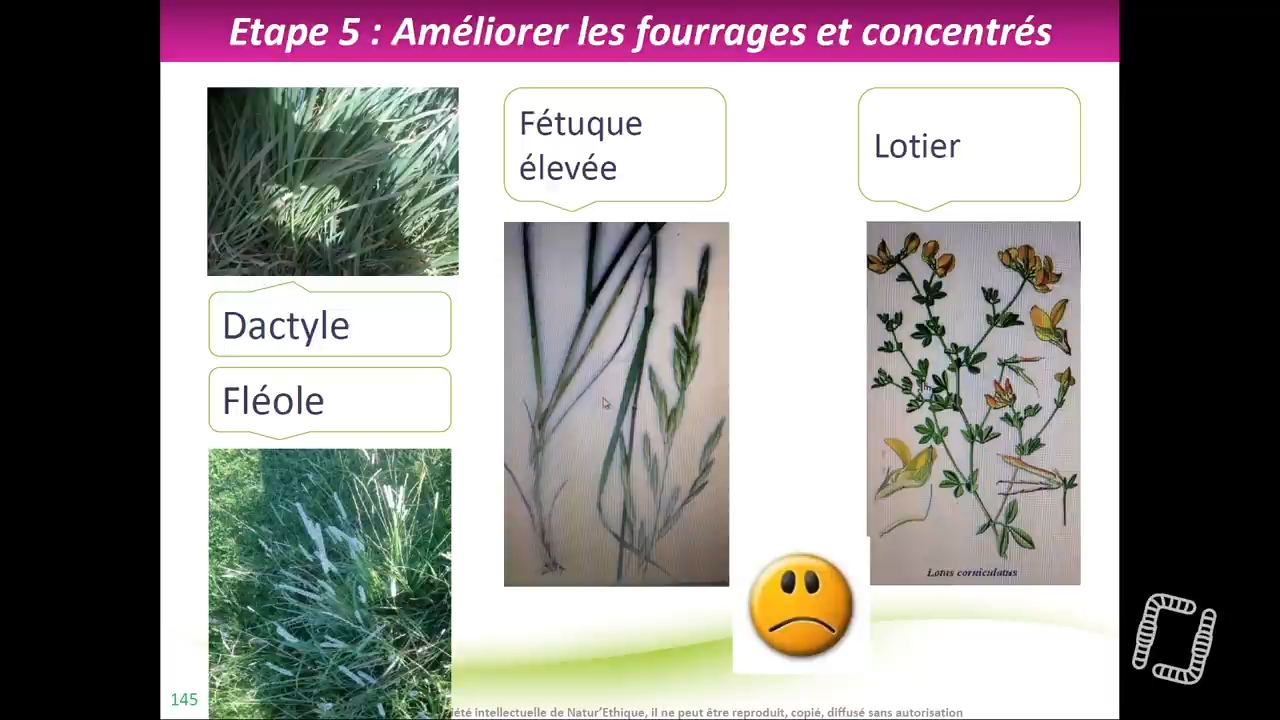 Etape 5 : Améliorer les fourrages et concentrés
Fétuque
élevée
Lotier
Dactyle
Fléole
Lotus corniculatus
145
intellectuelle de Natur'Ethique, il ne peut être reproduit, copié, diffusé sans autorisation